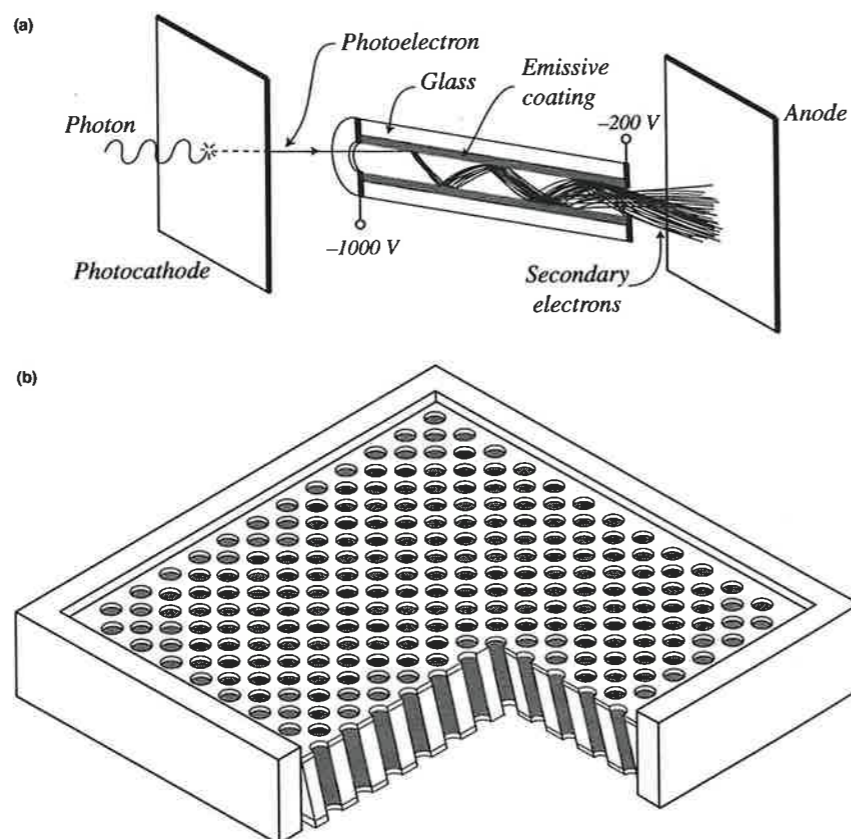 (a)
Photoelectron
Emissive
coating
Glass
Photon
–200 V
Anode
–1000 V
Photocathode
Secondary
electrons
(b)